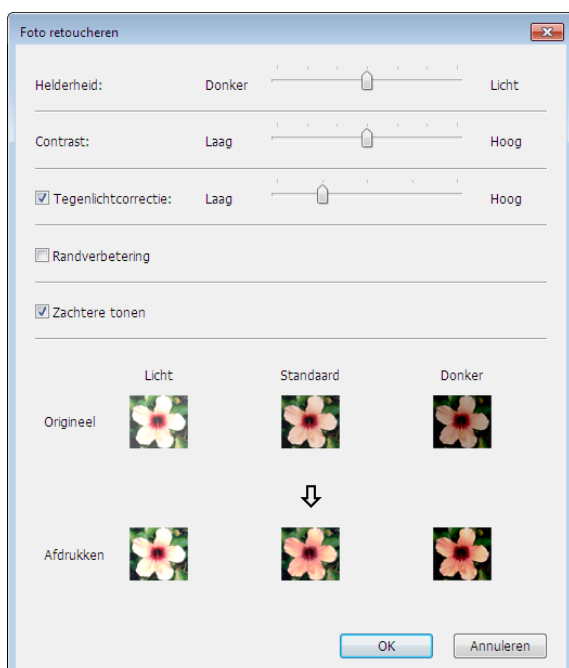 Foto retoucheren
Helderheid: Donker Licht
Contrast: Laag Hoog
Tegenlichtcorrectie: Laag Hoog
Randverbetering
Zachtere tonen
Licht Standaard Donker
Origineel
Afdrukken
OK Annuleren